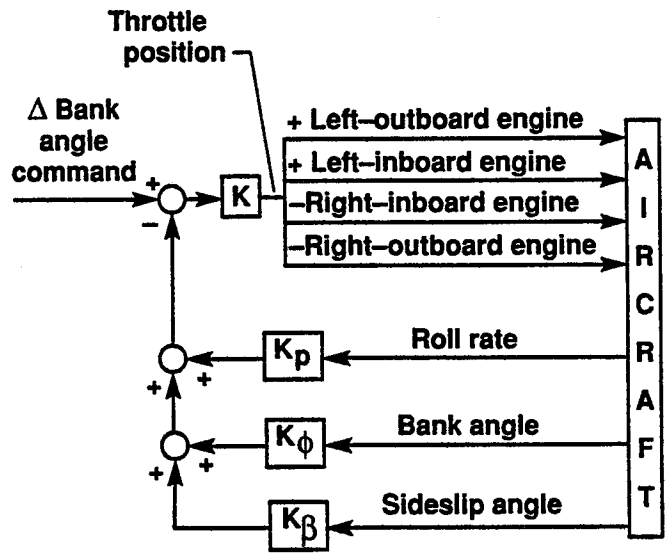 Throttle
position
Δ Bank
angle
command
+
−
K
+ Left–outboard engine
+ Left–inboard engine
–Right–inboard engine
–Right–outboard engine
A
I
R
C
R
A
F
T
Kp
Roll rate
+
+
Kϕ
Bank angle
+
+
Kβ
Sideslip angle